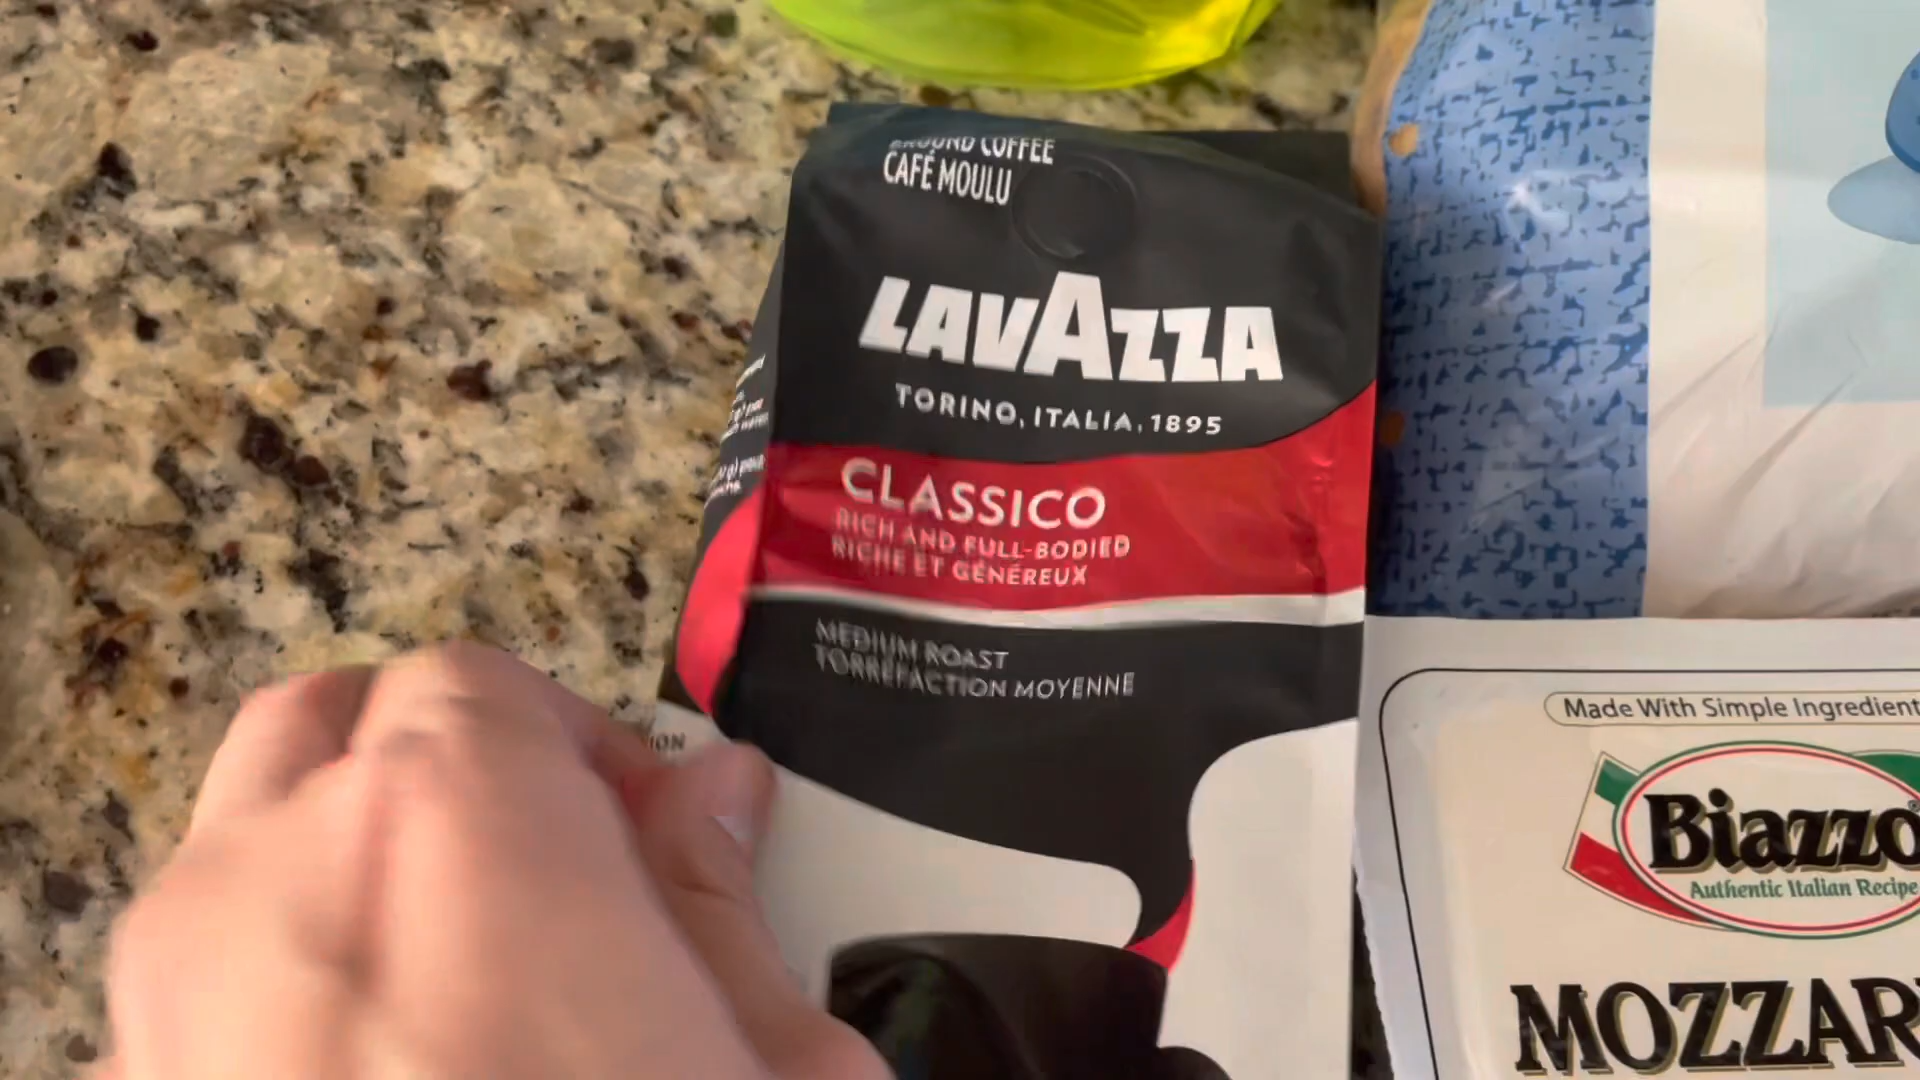 GROUND COFFEE
CAFÉ MOULU
LAVAZZA
TORINO, ITALIA, 1895
CLASSICO
RICH AND FULL-BODIED
RICHE ET GÉNÉREUX
MEDIUM ROAST
TORRÉFACTION MOYENNE
Made With Simple Ingredient
Biazzo
Authentic Italian Recipe
MOZZAR